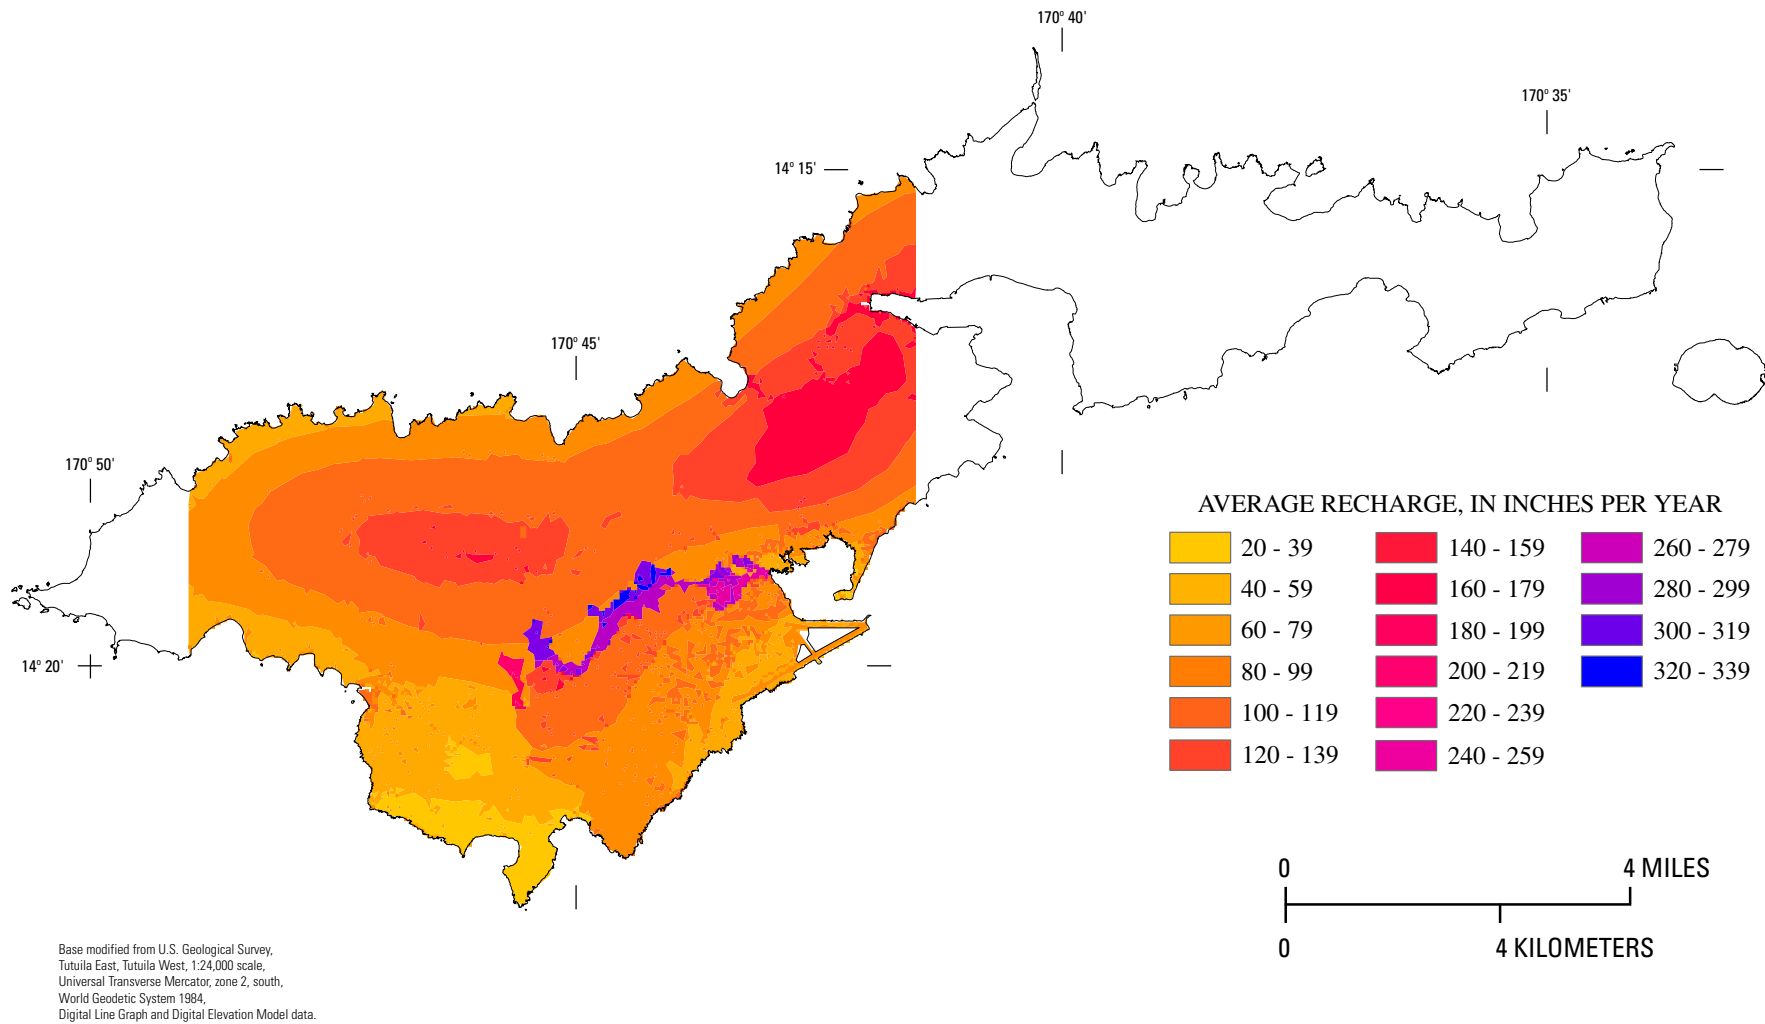 170° 40'
170° 35'
14° 15'
170° 45'
170° 50'
14° 20'
AVERAGE RECHARGE, IN INCHES PER YEAR
20 - 39
40 - 59
60 - 79
80 - 99
100 - 119
120 - 139
140 - 159
160 - 179
180 - 199
200 - 219
220 - 239
240 - 259
260 - 279
280 - 299
300 - 319
320 - 339
0 4 MILES
0 4 KILOMETERS
Base modified from U.S. Geological Survey,
Tutuila East, Tutuila West, 1:24,000 scale,
Universal Transverse Mercator, zone 2, south,
World Geodetic System 1984,
Digital Line Graph and Digital Elevation Model data.